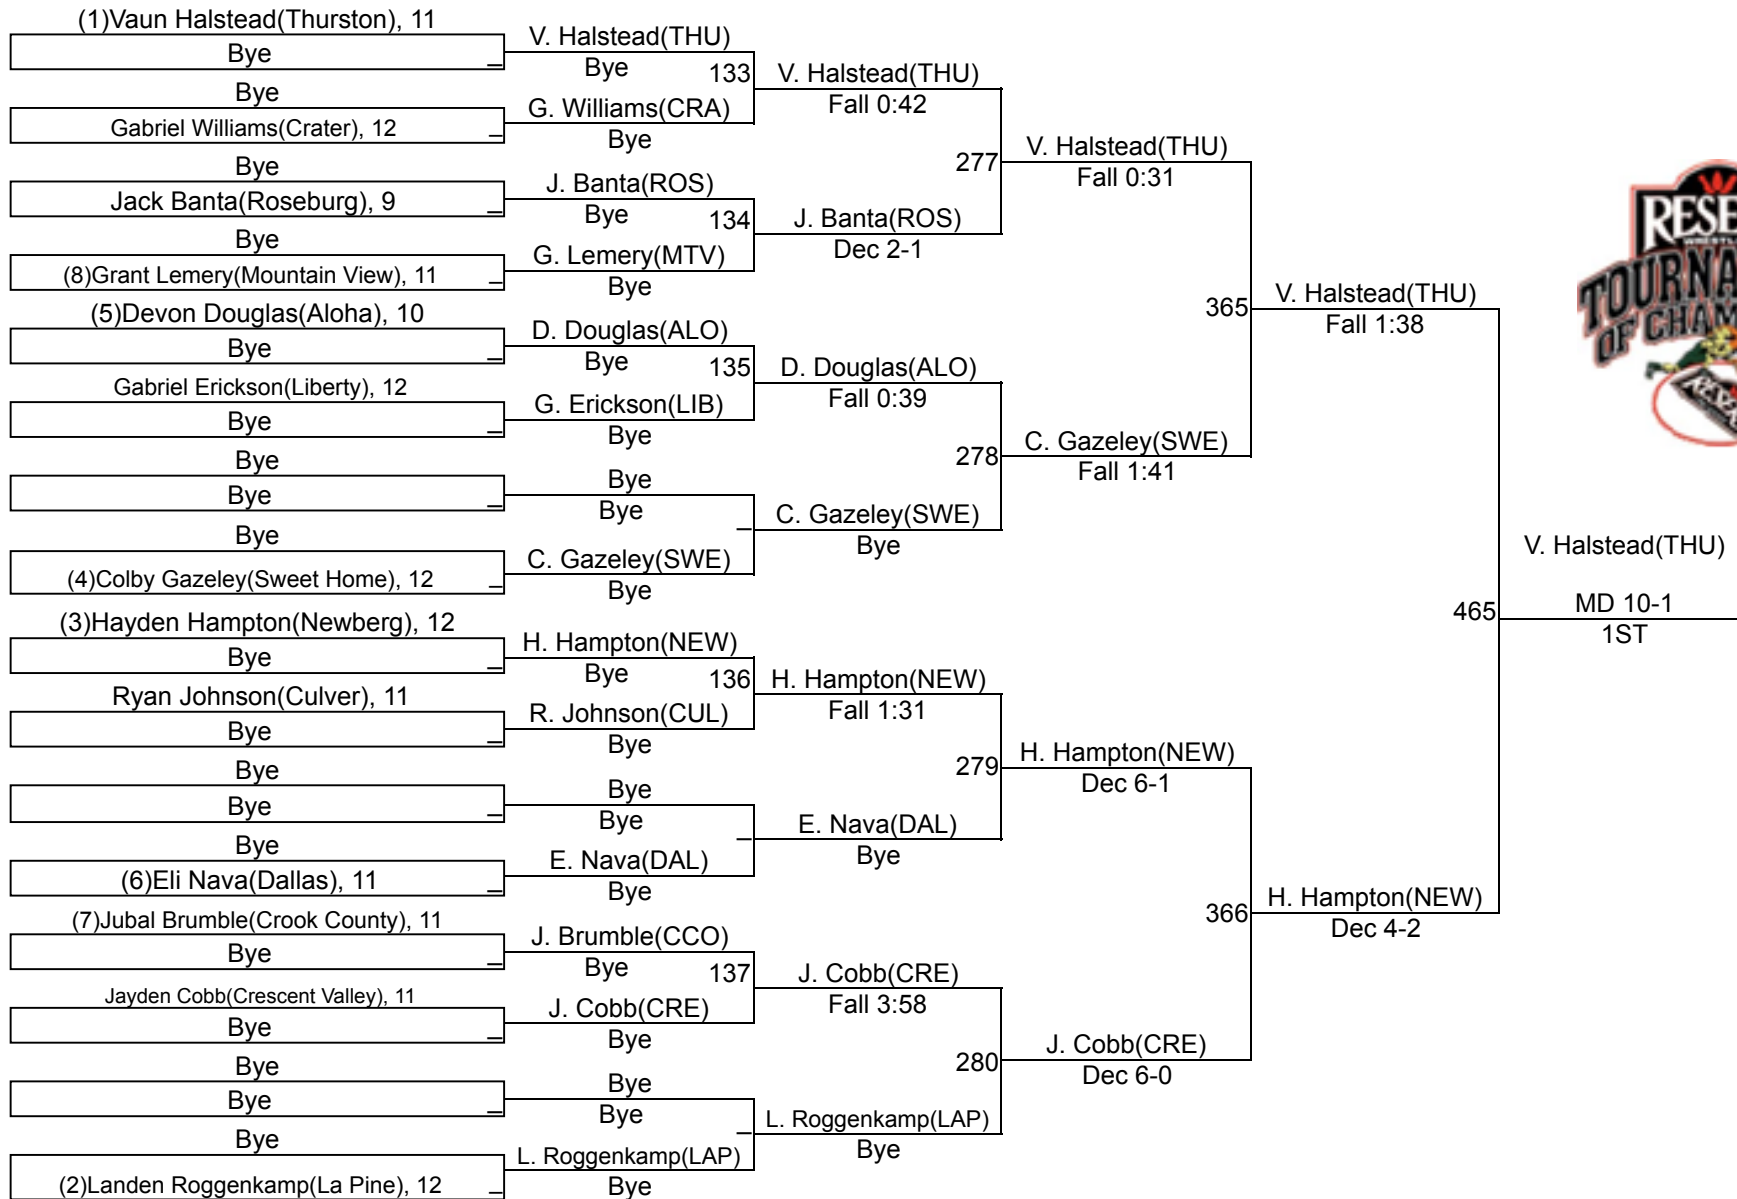 (1)Vaun Halstead(Thurston), 11
Bye
Bye
Gabriel Williams(Crater), 12
Bye
Jack Banta(Roseburg), 9
Bye
(8)Grant Lemery(Mountain View), 11
(5)Devon Douglas(Aloha), 10
Bye
Gabriel Erickson(Liberty), 12
Bye
Bye
Bye
Bye
(4)Colby Gazeley(Sweet Home), 12
(3)Hayden Hampton(Newberg), 12
Bye
Ryan Johnson(Culver), 11
Bye
Bye
Bye
Bye
(6)Eli Nava(Dallas), 11
(7)Jubal Brumble(Crook County), 11
Bye
Jayden Cobb(Crescent Valley), 11
Bye
Bye
Bye
Bye
(2)Landen Roggenkamp(La Pine), 12
V. Halstead(THU)
Bye
133
G. Williams(CRA)
Bye
J. Banta(ROS)
Bye
134
G. Lemery(MTV)
Bye
D. Douglas(ALO)
Bye
135
G. Erickson(LIB)
Bye
Bye
Bye
C. Gazeley(SWE)
Bye
H. Hampton(NEW)
Bye
136
R. Johnson(CUL)
Bye
Bye
Bye
E. Nava(DAL)
Bye
J. Brumble(CCO)
Bye
137
J. Cobb(CRE)
Bye
Bye
Bye
L. Roggenkamp(LAP)
Bye
V. Halstead(THU)
Fall 0:42
277
J. Banta(ROS)
Dec 2-1
D. Douglas(ALO)
Fall 0:39
278
C. Gazeley(SWE)
Bye
H. Hampton(NEW)
Fall 1:31
279
E. Nava(DAL)
Bye
J. Cobb(CRE)
Fall 3:58
280
L. Roggenkamp(LAP)
Bye
V. Halstead(THU)
Fall 0:31
365
C. Gazeley(SWE)
Fall 1:41
H. Hampton(NEW)
Dec 6-1
366
J. Cobb(CRE)
Dec 6-0
V. Halstead(THU)
Fall 1:38
465
H. Hampton(NEW)
Dec 4-2
V. Halstead(THU)
MD 10-1
1ST
RESE
TOURNA
OF CHAM